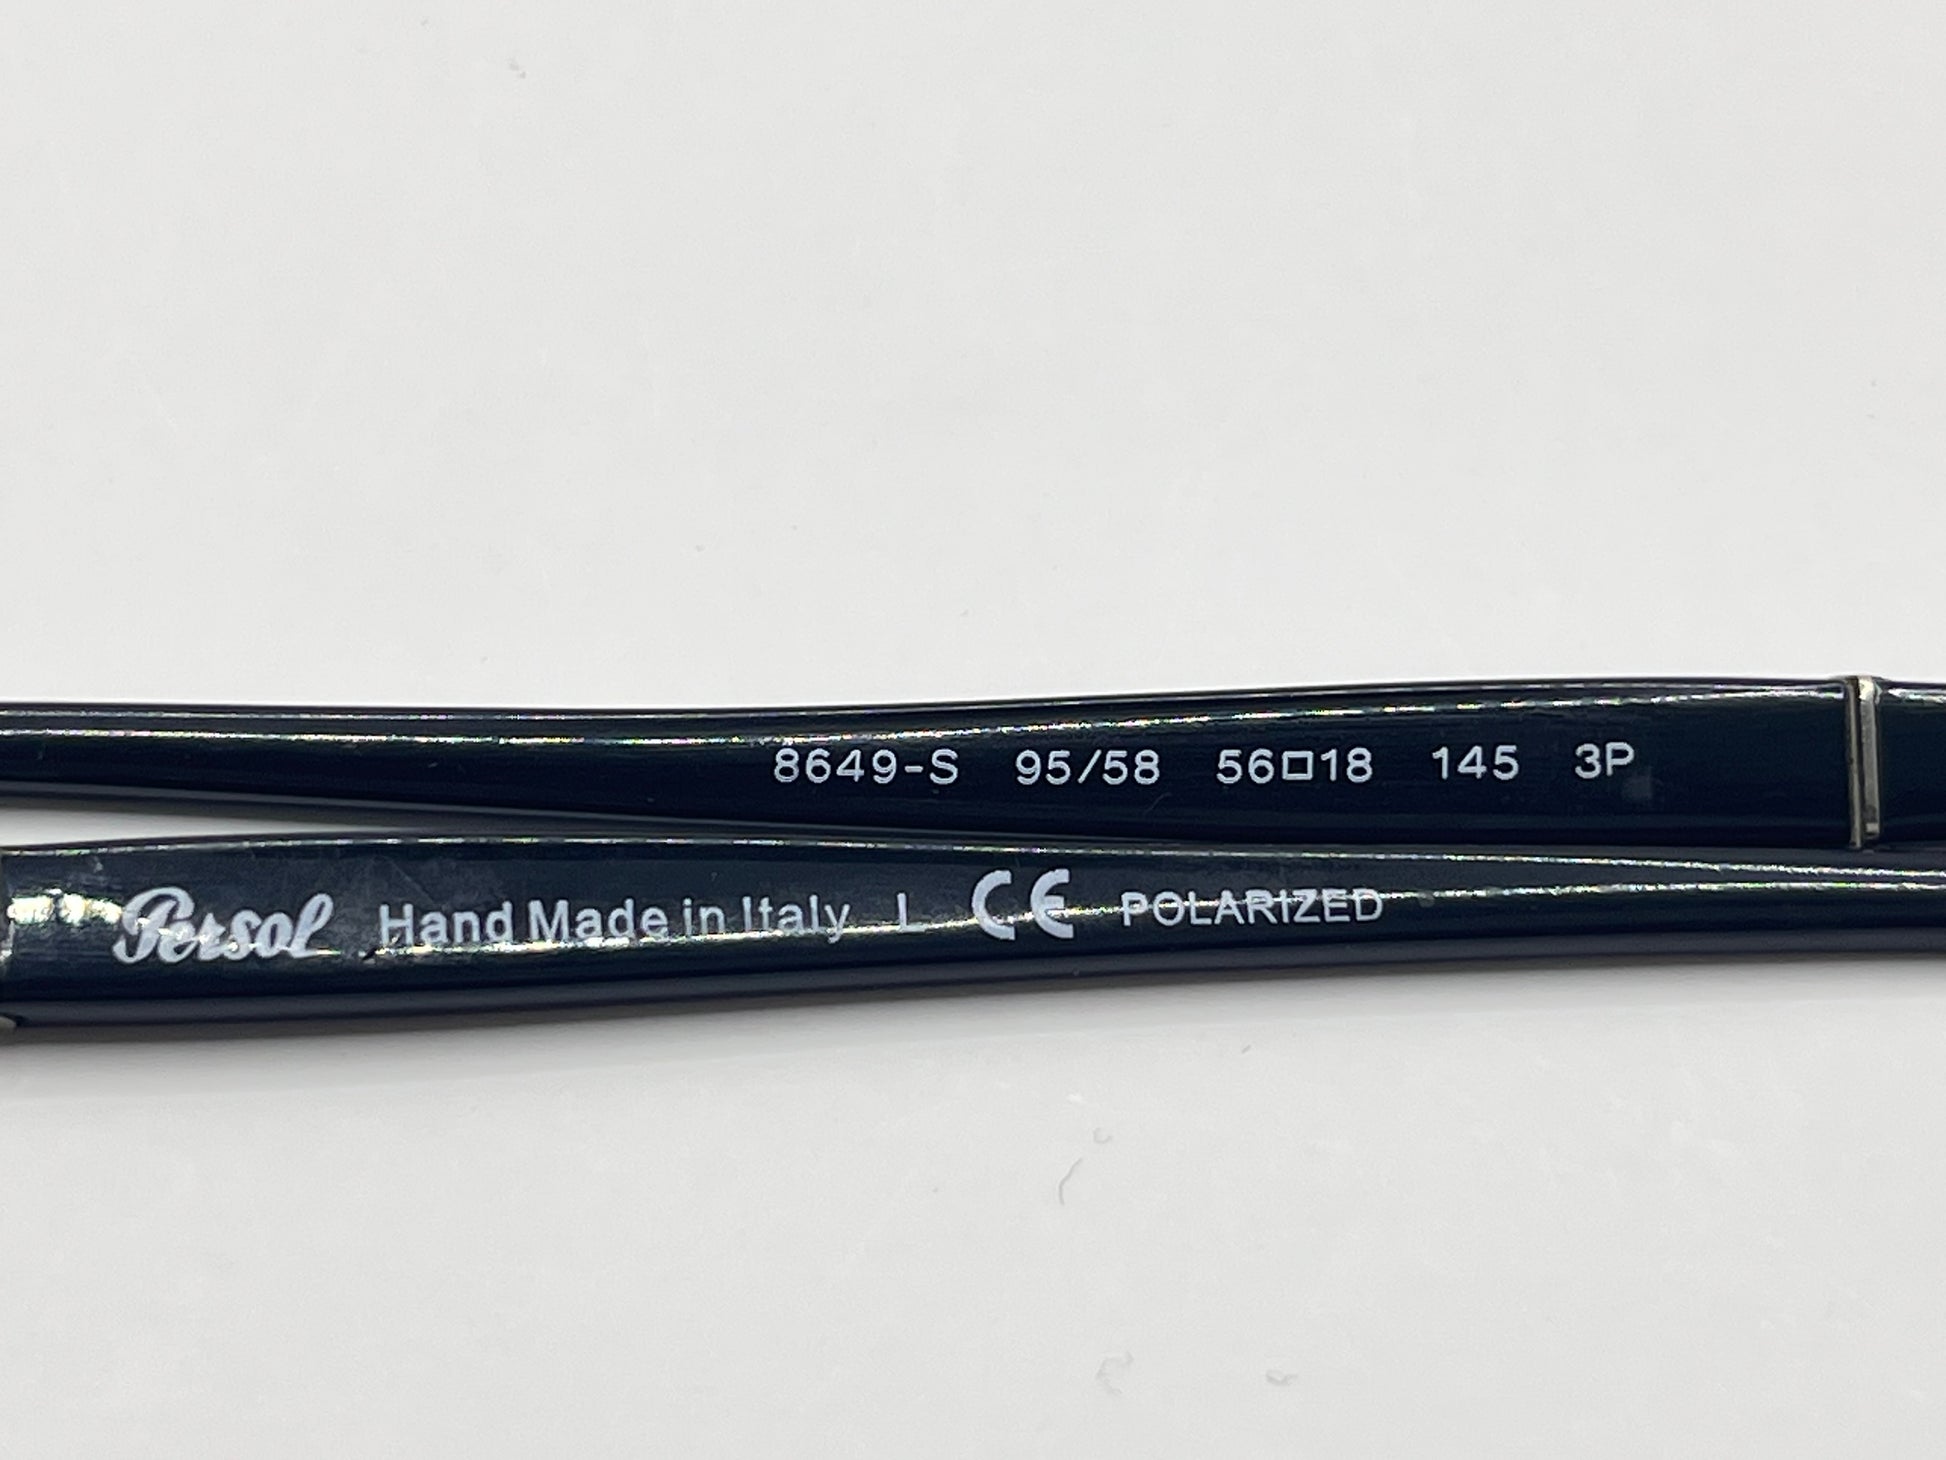 8649-S 95/58 56□18 145 3P
Persol Hand Made in Italy L CE POLARIZED